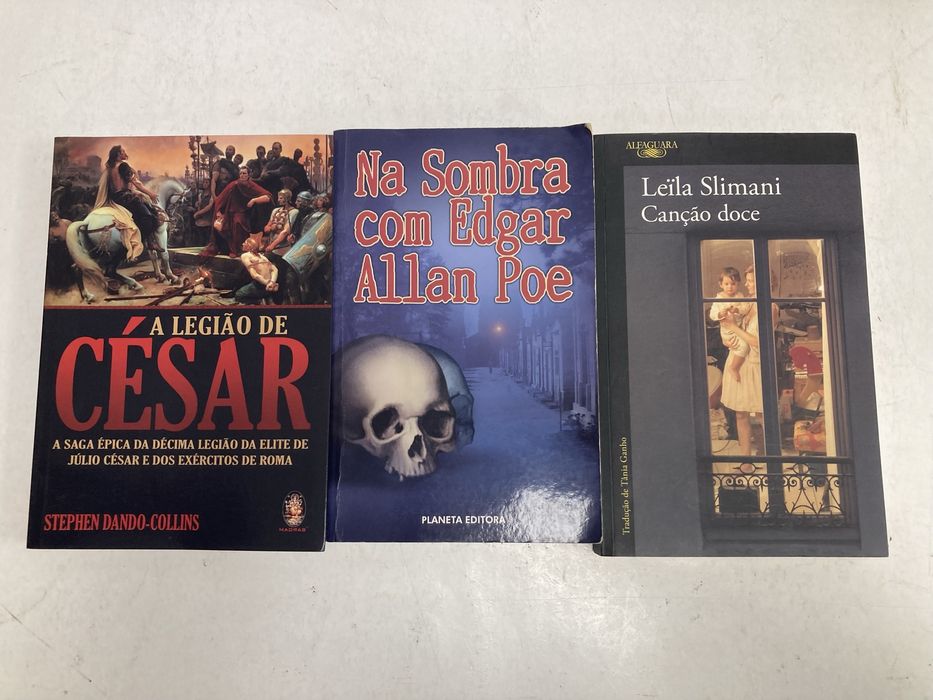 A LEGIÃO DE
CÉSAR
A SAGA ÉPICA DA DÉCIMA LEGIÃO DA ELITE DE
JÚLIO CÉSAR E DOS EXÉRCITOS DE ROMA
STEPHEN DANDO-COLLINS
MADRAS
Na Sombra
com Edgar
Allan Poe
PLANETA EDITORA
ALFAGUARA
Leïla Slimani
Canção doce
Tradução de Tânia Ganho